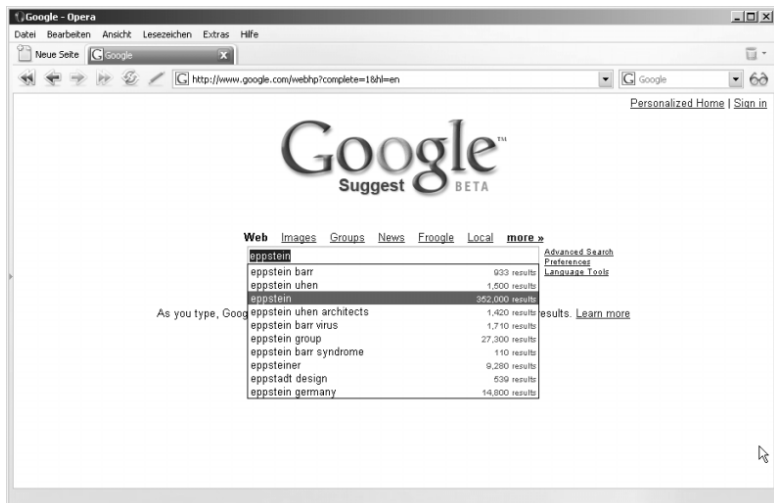 Google - Opera
Datei Bearbeiten Ansicht Lesezeichen Extras Hilfe
Neue Seite Google
http://www.google.com/webhp?complete=1&hl=en Google
Personalized Home | Sign in
Google™
Suggest BETA
Web Images Groups News Froogle Local more »
eppstein
Advanced Search
Preferences
Language Tools
eppstein barr 933 results
eppstein uhen 1,500 results
eppstein 352,000 results
eppstein uhen architects 1,420 results
As you type, Goog esults. Learn more
eppstein barr virus 1,710 results
eppstein group 27,300 results
eppstein barr syndrome 110 results
eppsteiner 9,280 results
eppstadt design 539 results
eppstein germany 14,800 results